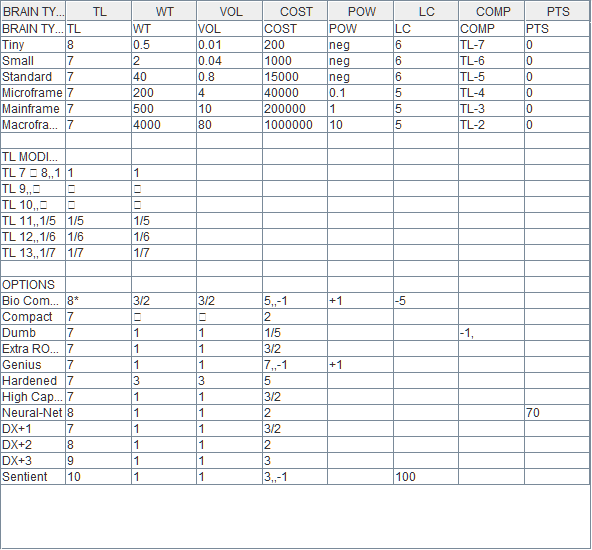 BRAIN TY... TL WT VOL COST POW LC COMP PTS
BRAIN TY... TL WT VOL COST POW LC COMP PTS
Tiny 8 0.5 0.01 200 neg 6 TL-7 0
Small 7 2 0.04 1000 neg 6 TL-6 0
Standard 7 40 0.8 15000 neg 6 TL-5 0
Microframe 7 200 4 40000 0.1 5 TL-4 0
Mainframe 7 500 10 200000 1 5 TL-3 0
Macrofra... 7 4000 80 1000000 10 5 TL-2 0
TL MODI...
TL 7 □ 8,,1 1 1
TL 9,,□ □ □
TL 10,,□ □ □
TL 11,,1/5 1/5 1/5
TL 12,,1/6 1/6 1/6
TL 13,,1/7 1/7 1/7
OPTIONS
Bio Com... 8* 3/2 3/2 5,,-1 +1 -5
Compact 7 □ □ 2
Dumb 7 1 1 1/5 -1,
Extra RO... 7 1 1 3/2
Genius 7 1 1 7,,-1 +1
Hardened 7 3 3 5
High Cap... 7 1 1 3/2
Neural-Net 8 1 1 2 70
DX+1 7 1 1 3/2
DX+2 8 1 1 2
DX+3 9 1 1 3
Sentient 10 1 1 3,,-1 100